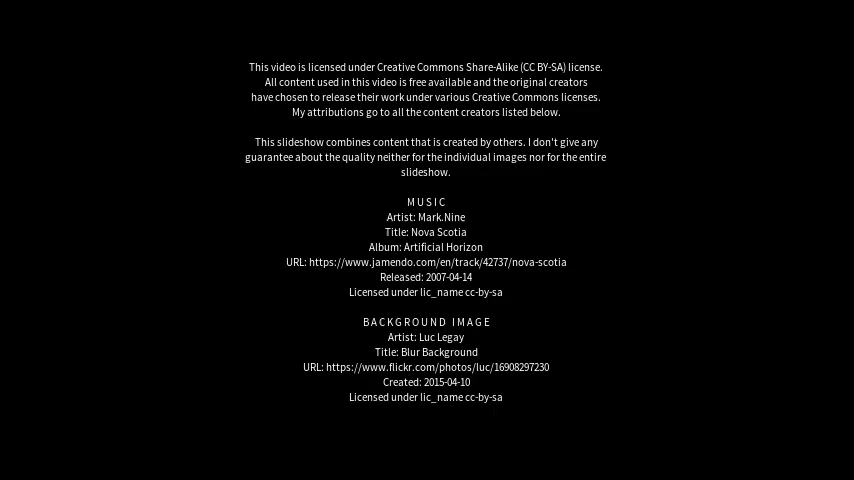 This video is licensed under Creative Commons Share-Alike (CC BY-SA) license.
All content used in this video is free available and the original creators
have chosen to release their work under various Creative Commons licenses.
My attributions go to all the content creators listed below.
This slideshow combines content that is created by others. I don't give any
guarantee about the quality neither for the individual images nor for the entire
slideshow.
M U S I C
Artist: Mark.Nine
Title: Nova Scotia
Album: Artificial Horizon
URL: https://www.jamendo.com/en/track/42737/nova-scotia
Released: 2007-04-14
Licensed under lic_name cc-by-sa
B A C K G R O U N D   I M A G E
Artist: Luc Legay
Title: Blur Background
URL: https://www.flickr.com/photos/luc/16908297230
Created: 2015-04-10
Licensed under lic_name cc-by-sa